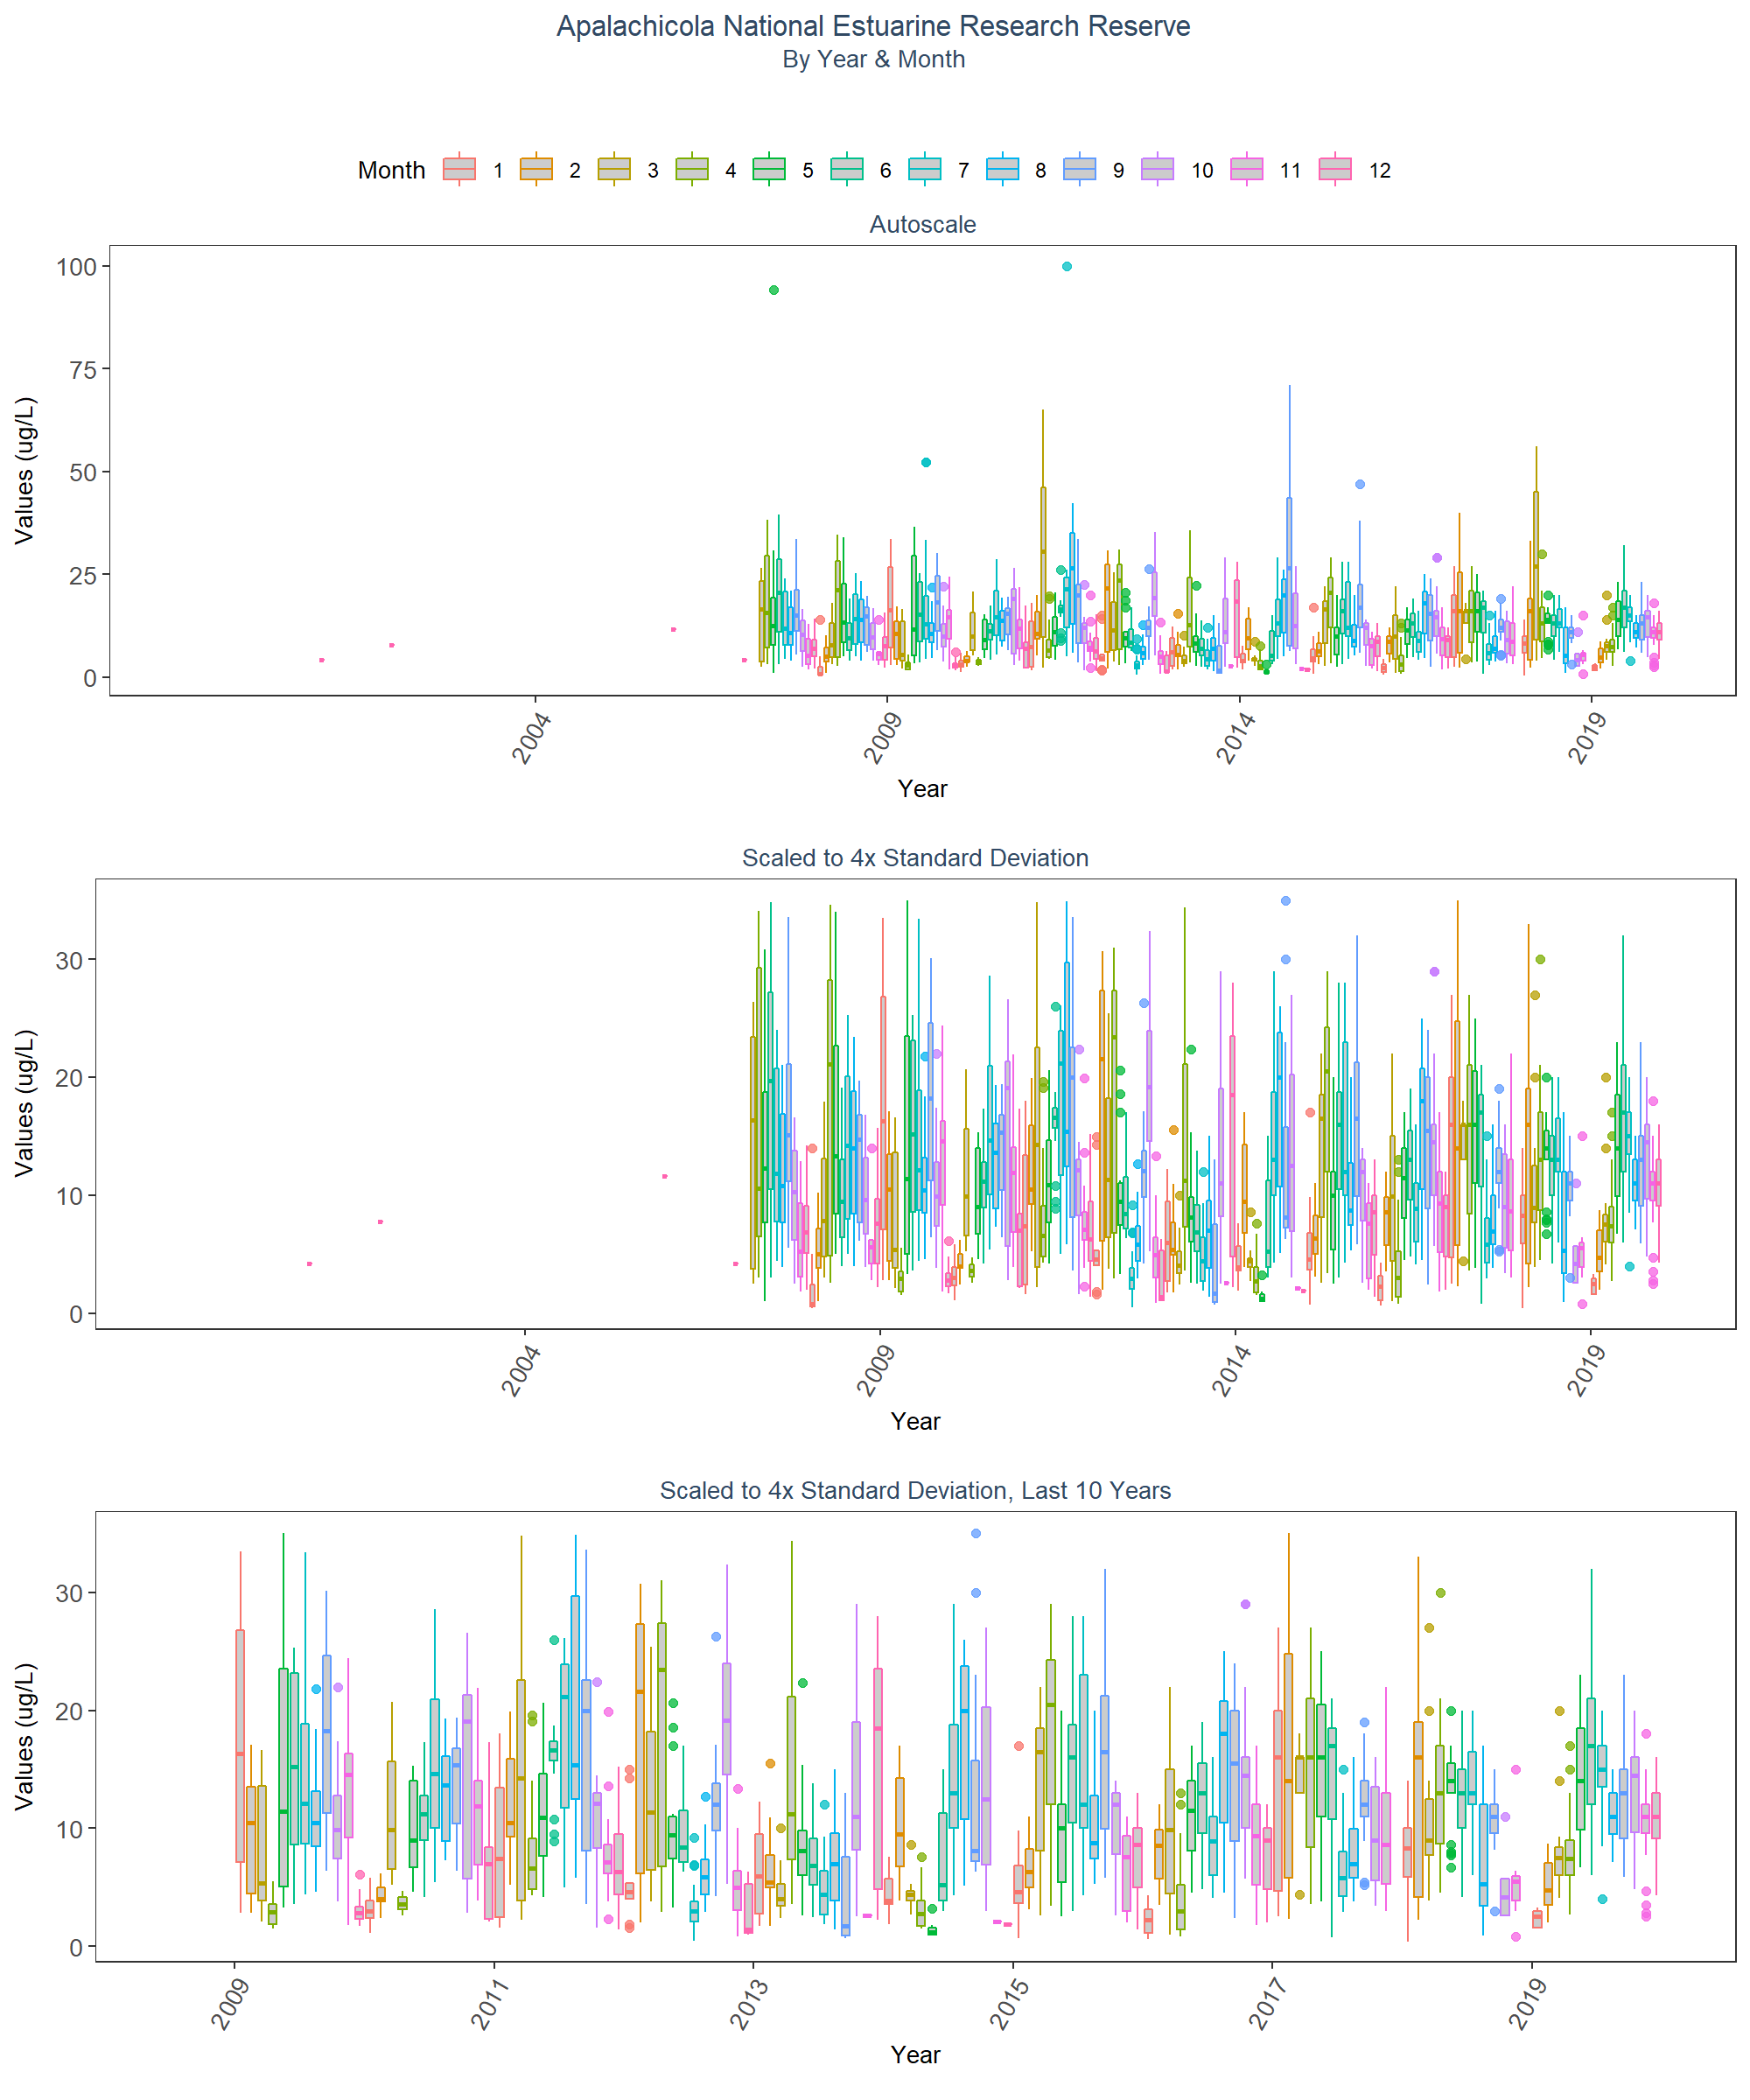 Apalachicola National Estuarine Research Reserve
By Year & Month
Month 1 2 3 4 5 6 7 8 9 10 11 12
Autoscale
Values (ug/L)
100
75
50
25
0
2004 2009 2014 2019
Year
Scaled to 4x Standard Deviation
Values (ug/L)
30
20
10
0
2004 2009 2014 2019
Year
Scaled to 4x Standard Deviation, Last 10 Years
Values (ug/L)
30
20
10
0
2009 2011 2013 2015 2017 2019
Year